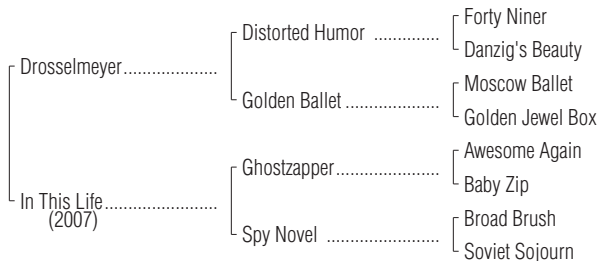 Forty Niner
Distorted Humor ..............
Danzig's Beauty
Drosselmeyer.....................
Moscow Ballet
Golden Ballet .....................
Golden Jewel Box
Awesome Again
Ghostzapper.......................
Baby Zip
In This Life.........................
(2007)
Broad Brush
Spy Novel .........................
Soviet Sojourn